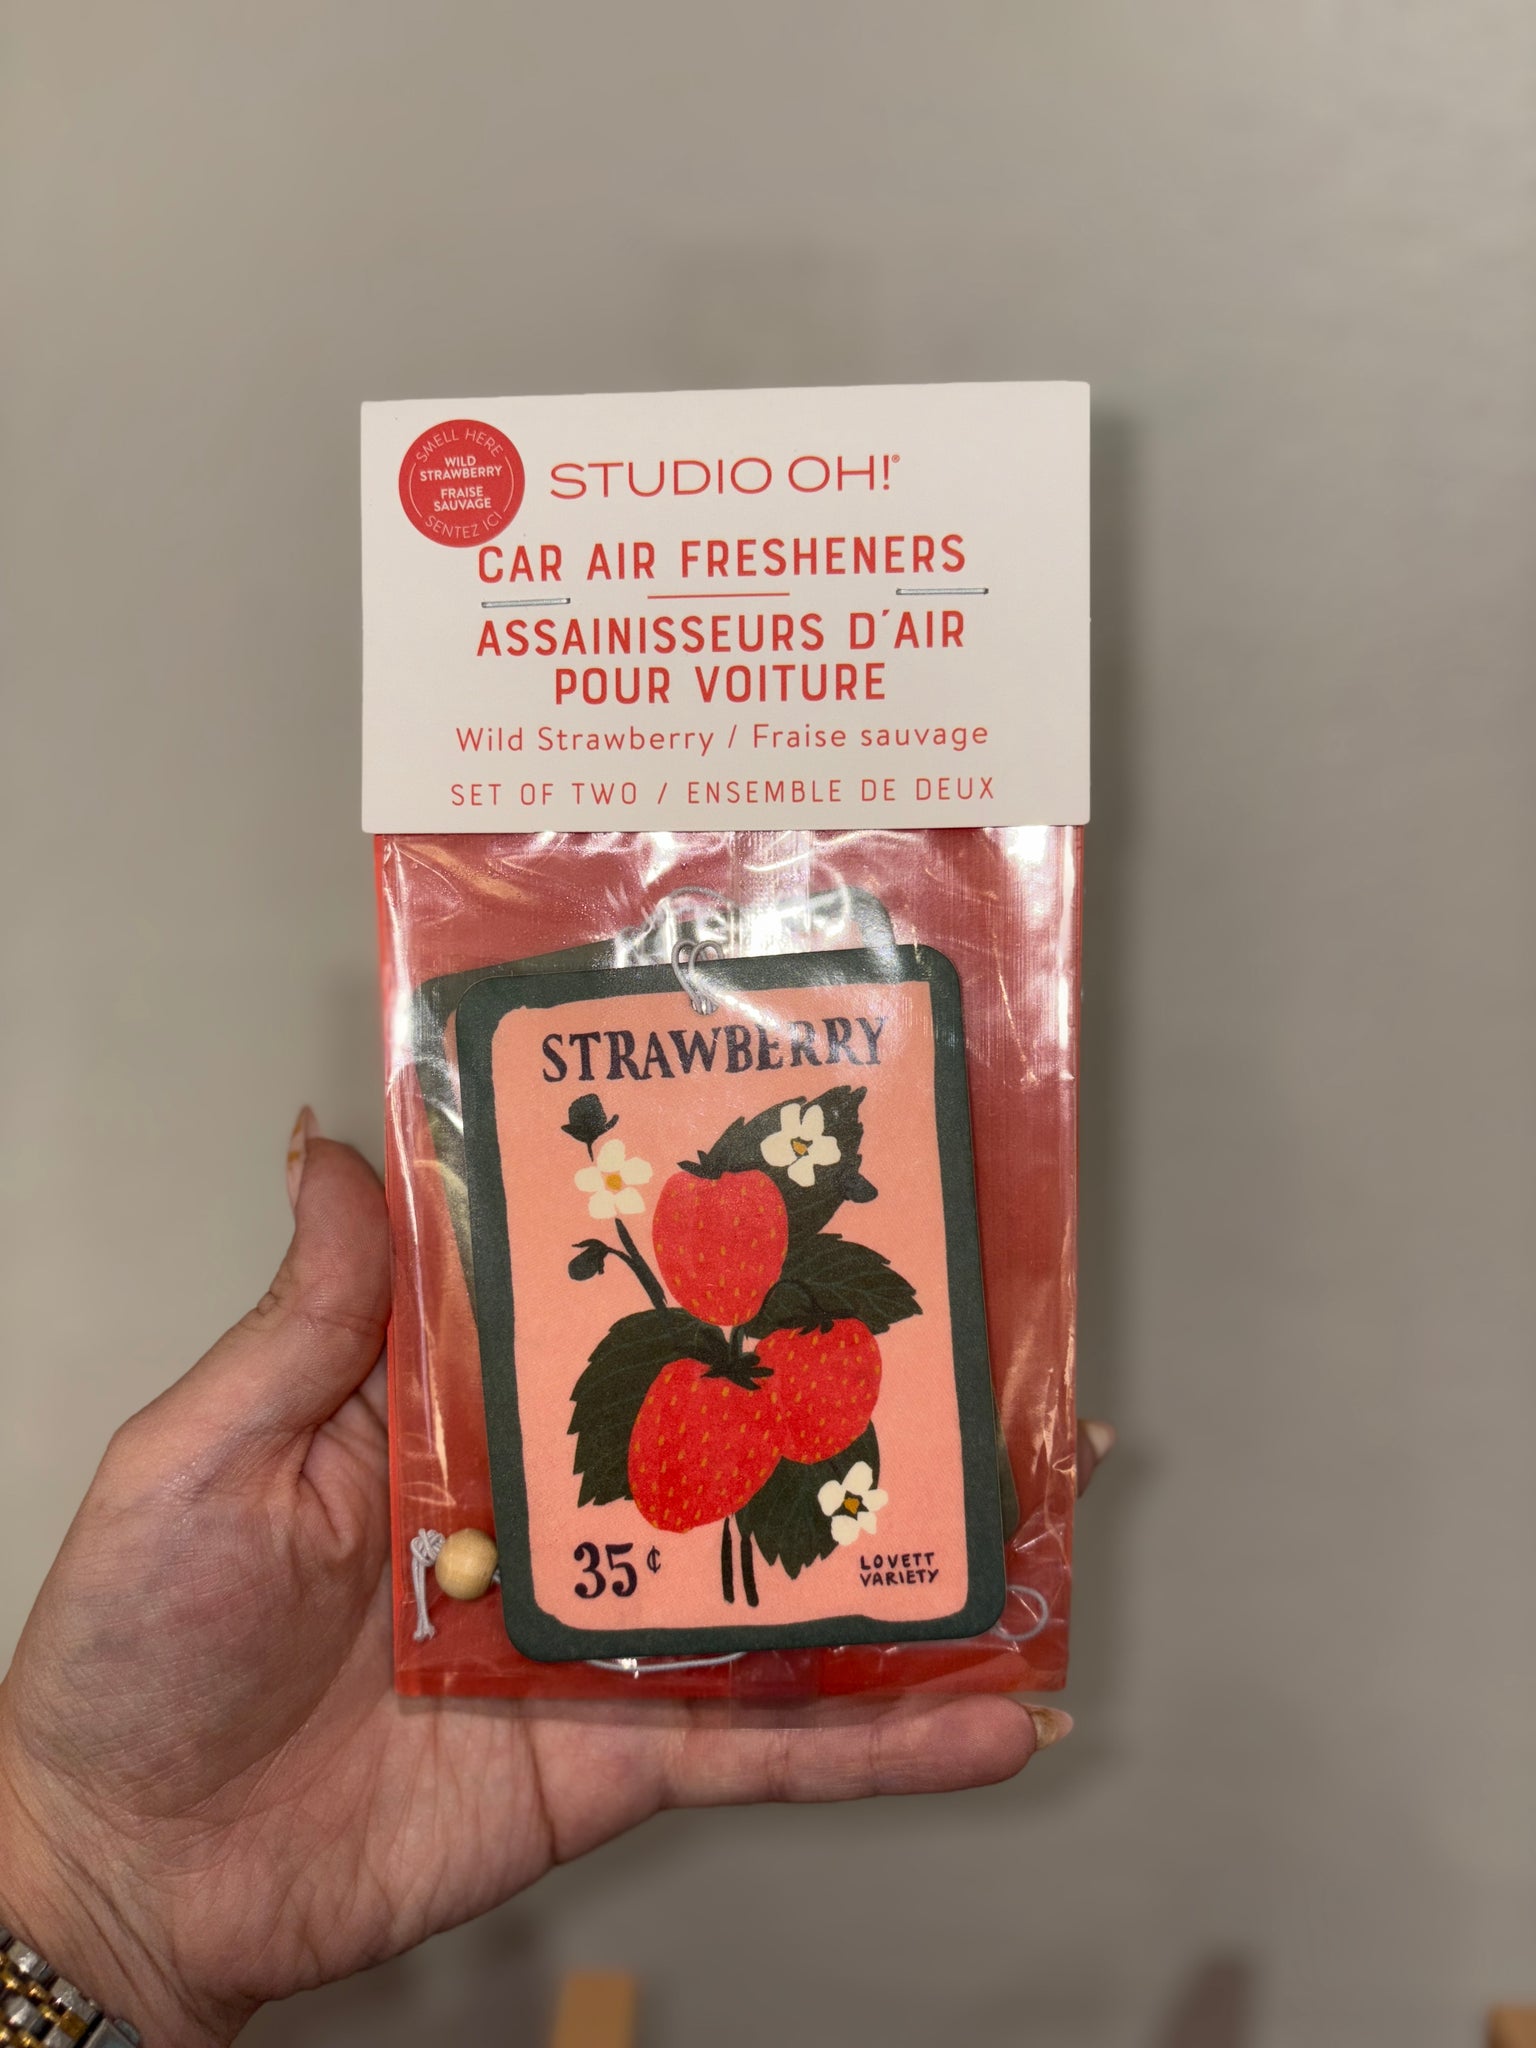 SMELL HERE
WILD
STRAWBERRY
FRAISE
SAUVAGE
SENTEZ ICI
STUDIO OH!®
CAR AIR FRESHENERS
ASSAINISSEURS D'AIR
POUR VOITURE
Wild Strawberry / Fraise sauvage
SET OF TWO / ENSEMBLE DE DEUX
STRAWBERRY
35¢
LOVETT
VARIETY